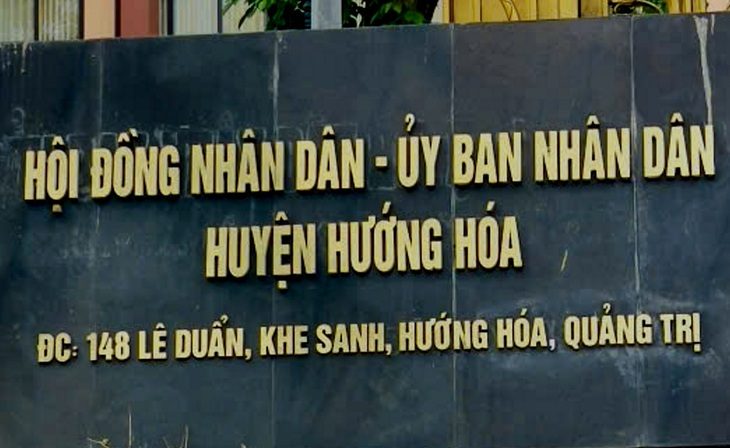 HỘI ĐỒNG NHÂN DÂN - ỦY BAN NHÂN DÂN
HUYỆN HƯỚNG HÓA
ĐC: 148 LÊ DUẨN, KHE SANH, HƯỚNG HÓA, QUẢNG TRỊ